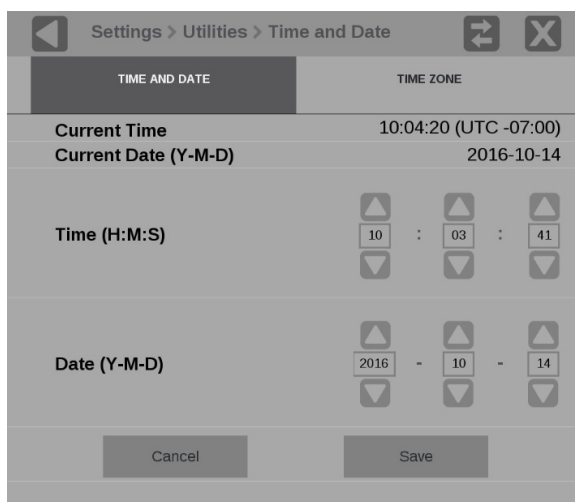 Settings > Utilities > Time and Date
TIME AND DATE TIME ZONE
Current Time 10:04:20 (UTC -07:00)
Current Date (Y-M-D) 2016-10-14
Time (H:M:S) 10 : 03 : 41
Date (Y-M-D) 2016 - 10 - 14
Cancel Save